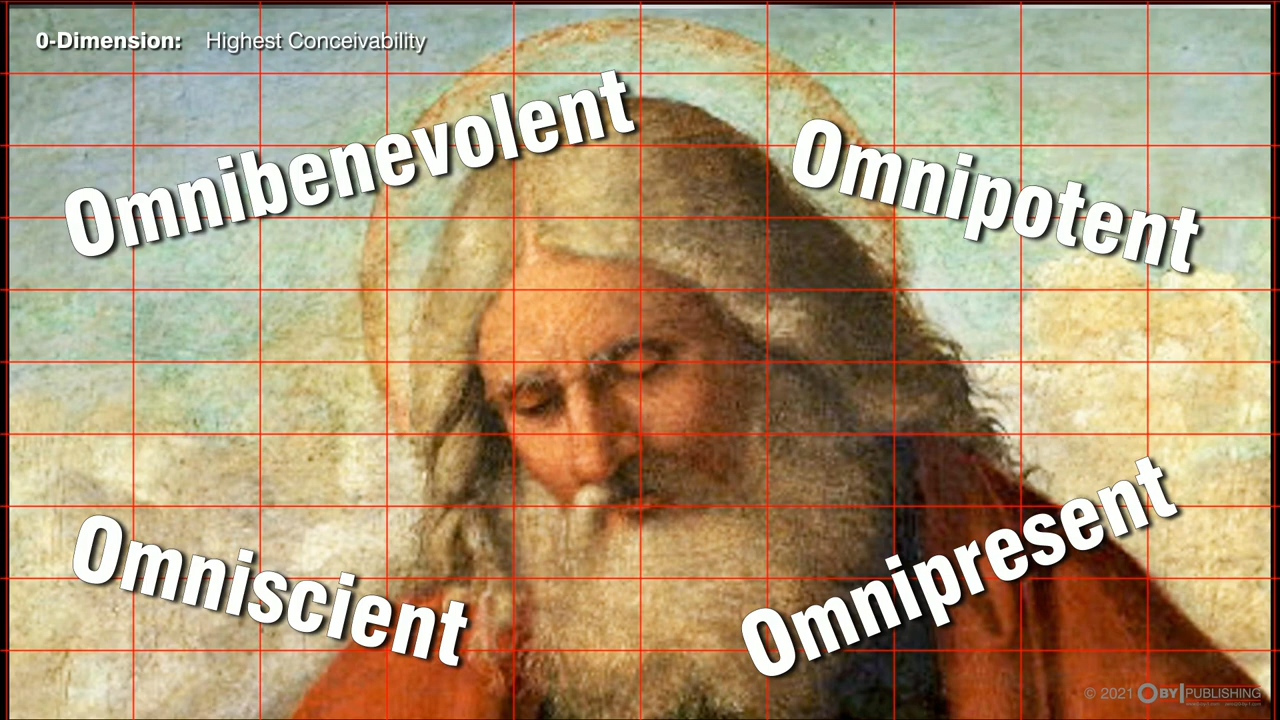 0-Dimension: Highest Conceivability
Omnibenevolent
Omnipotent
Omniscient
Omnipresent
© 2021 OBY|PUBLISHING